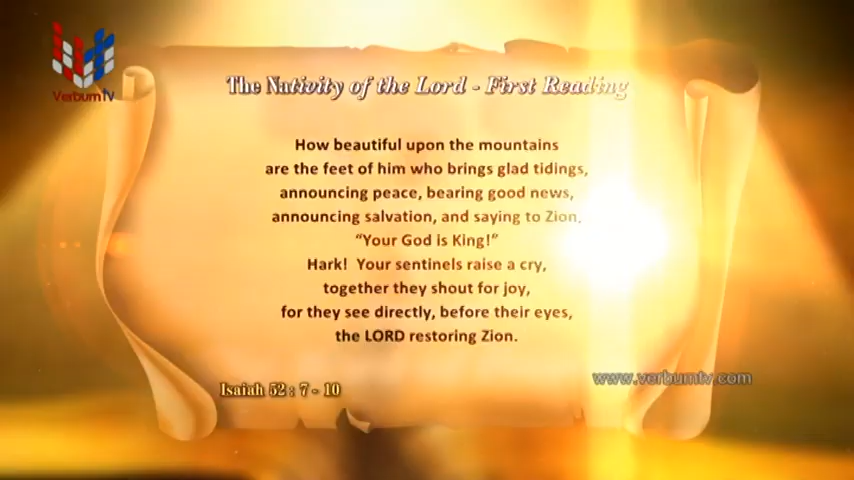 VerbumTV
The Nativity of the Lord - First Reading
How beautiful upon the mountains
are the feet of him who brings glad tidings,
announcing peace, bearing good news,
announcing salvation, and saying to Zion,
“Your God is King!”
Hark!  Your sentinels raise a cry,
together they shout for joy,
for they see directly, before their eyes,
the LORD restoring Zion.
www.verbumtv.com
Isaiah 52 : 7 - 10